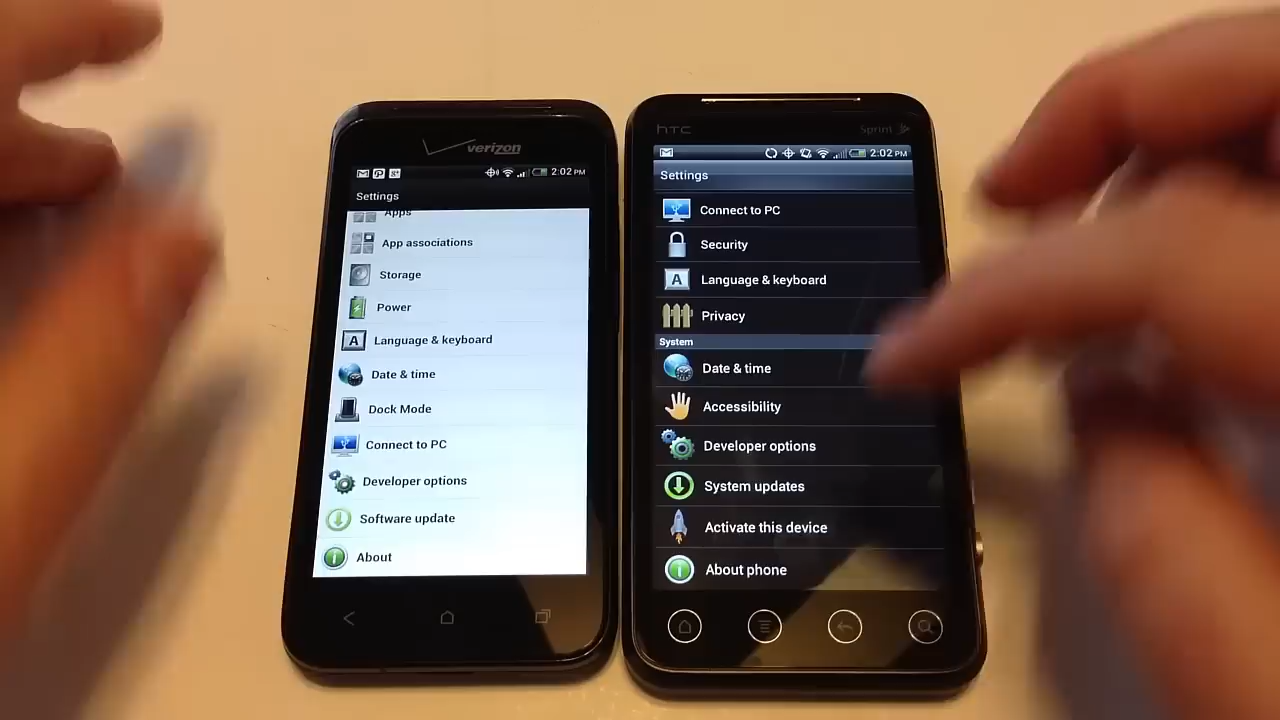 verizon
2:02 PM
Settings
Apps
App associations
Storage
Power
A Language & keyboard
Date & time
Dock Mode
Connect to PC
Developer options
Software update
About
hTC Sprint
2:02 PM
Settings
Connect to PC
Security
A Language & keyboard
Privacy
System
Date & time
Accessibility
Developer options
System updates
Activate this device
About phone